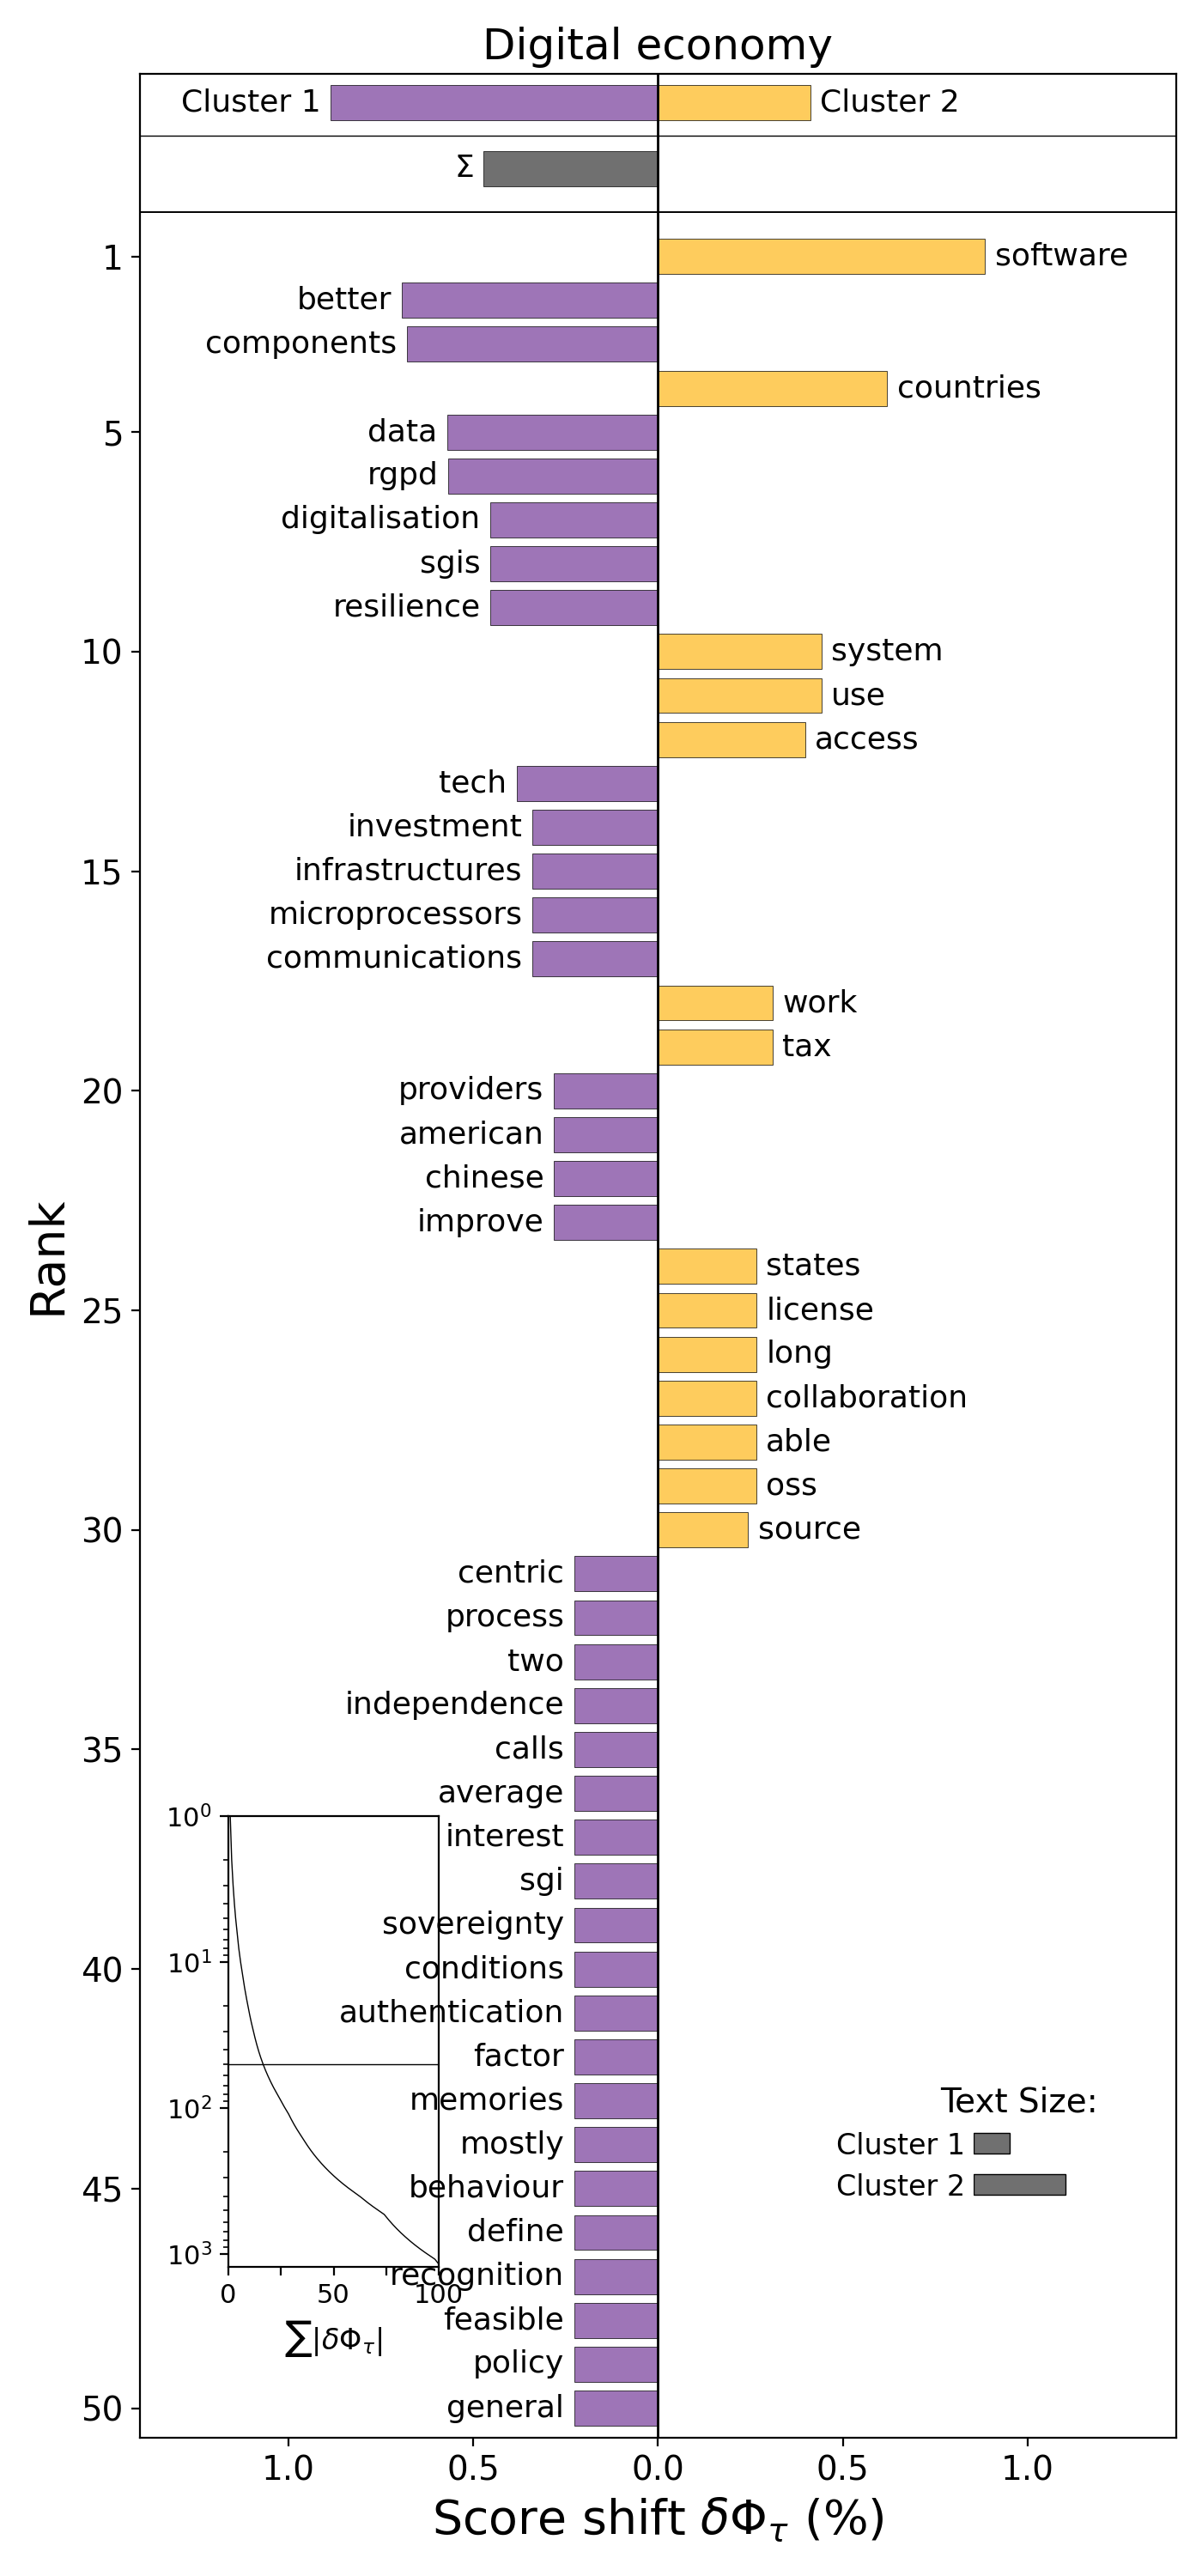 Digital economy
Cluster 1
Cluster 2
Σ
1
software
better
components
countries
5
data
rgpd
digitalisation
sgis
resilience
10
system
use
access
tech
investment
15
infrastructures
microprocessors
communications
work
tax
20
providers
american
chinese
improve
states
25
license
long
collaboration
able
oss
30
source
centric
process
two
independence
35
calls
average
interest
sgi
sovereignty
40
conditions
authentication
factor
memories
mostly
45
behaviour
define
recognition
feasible
policy
50
general
Rank
10⁰
10¹
10²
10³
0 50 100
∑|δΦ_τ|
Text Size:
Cluster 1
Cluster 2
1.0 0.5 0.0 0.5 1.0
Score shift δΦ_τ (%)